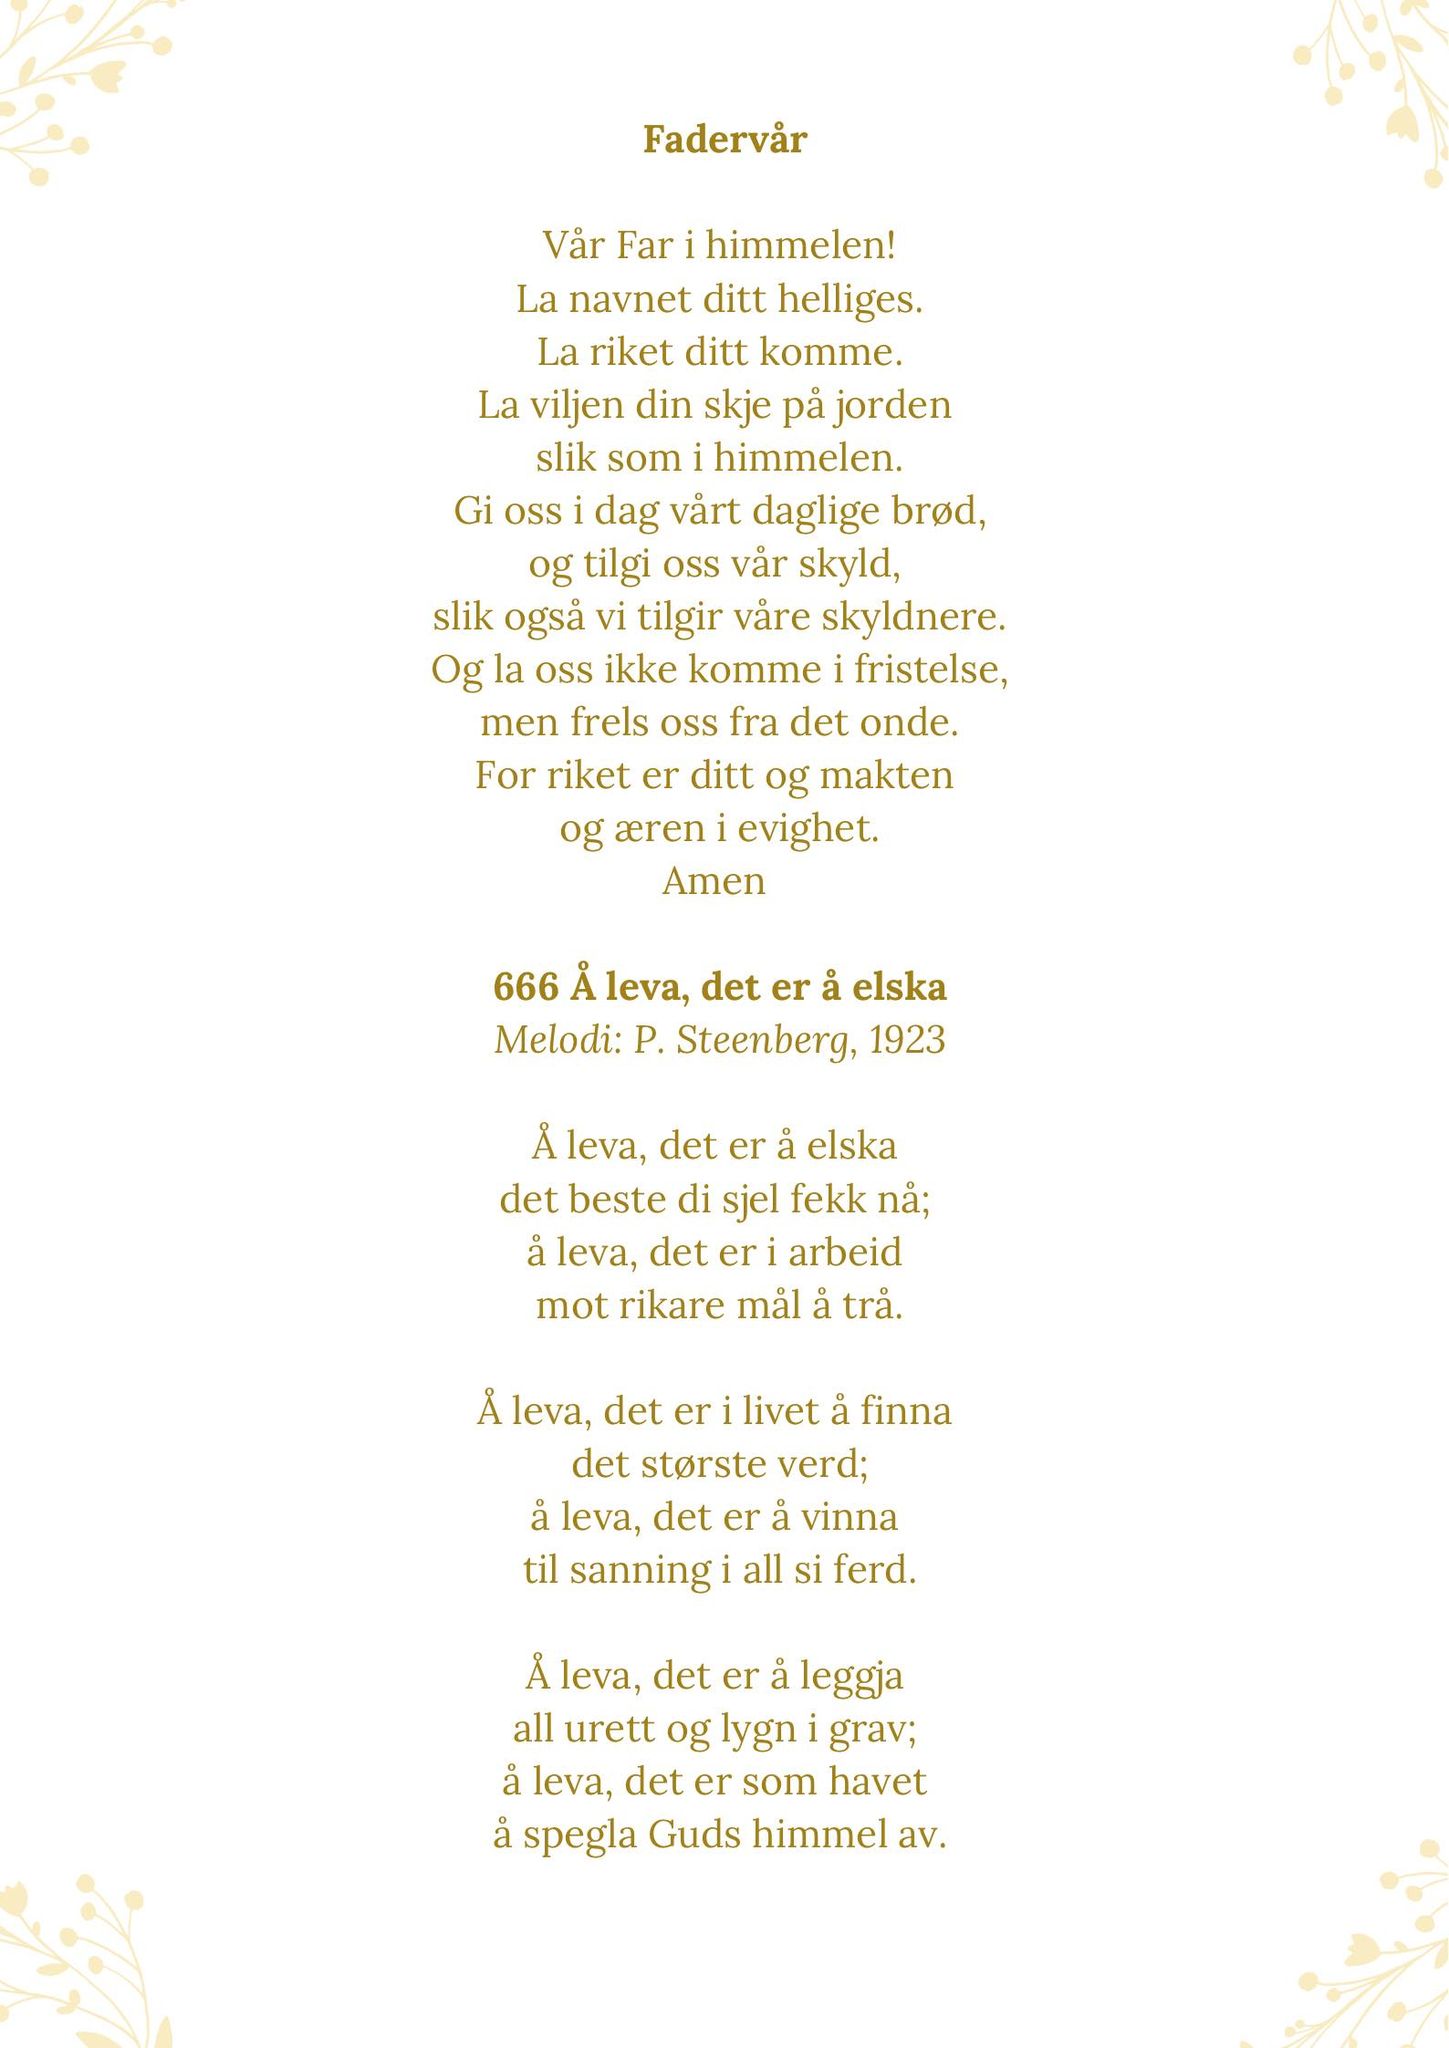 Fadervår
Vår Far i himmelen!
La navnet ditt helliges.
La riket ditt komme.
La viljen din skje på jorden
slik som i himmelen.
Gi oss i dag vårt daglige brød,
og tilgi oss vår skyld,
slik også vi tilgir våre skyldnere.
Og la oss ikke komme i fristelse,
men frels oss fra det onde.
For riket er ditt og makten
og æren i evighet.
Amen
666 Å leva, det er å elska
Melodi: P. Steenberg, 1923
Å leva, det er å elska
det beste di sjel fekk nå;
å leva, det er i arbeid
mot rikare mål å trå.
Å leva, det er i livet å finna
det største verd;
å leva, det er å vinna
til sanning i all si ferd.
Å leva, det er å leggja
all urett og lygn i grav;
å leva, det er som havet
å spegla Guds himmel av.